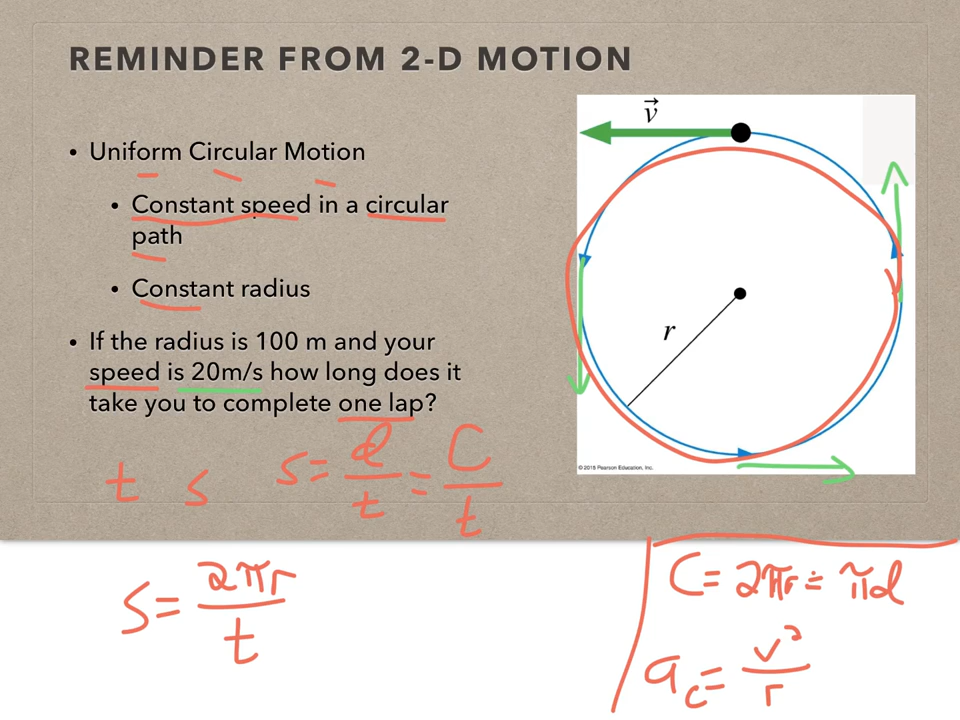 REMINDER FROM 2-D MOTION
• Uniform Circular Motion
• Constant speed in a circular
path
• Constant radius
• If the radius is 100 m and your
speed is 20m/s how long does it
take you to complete one lap?
v⃗
r
© 2015 Pearson Education, Inc.
t s s = d/t = C/t
s = 2πr/t
C = 2πr = πd
a_c = v²/r